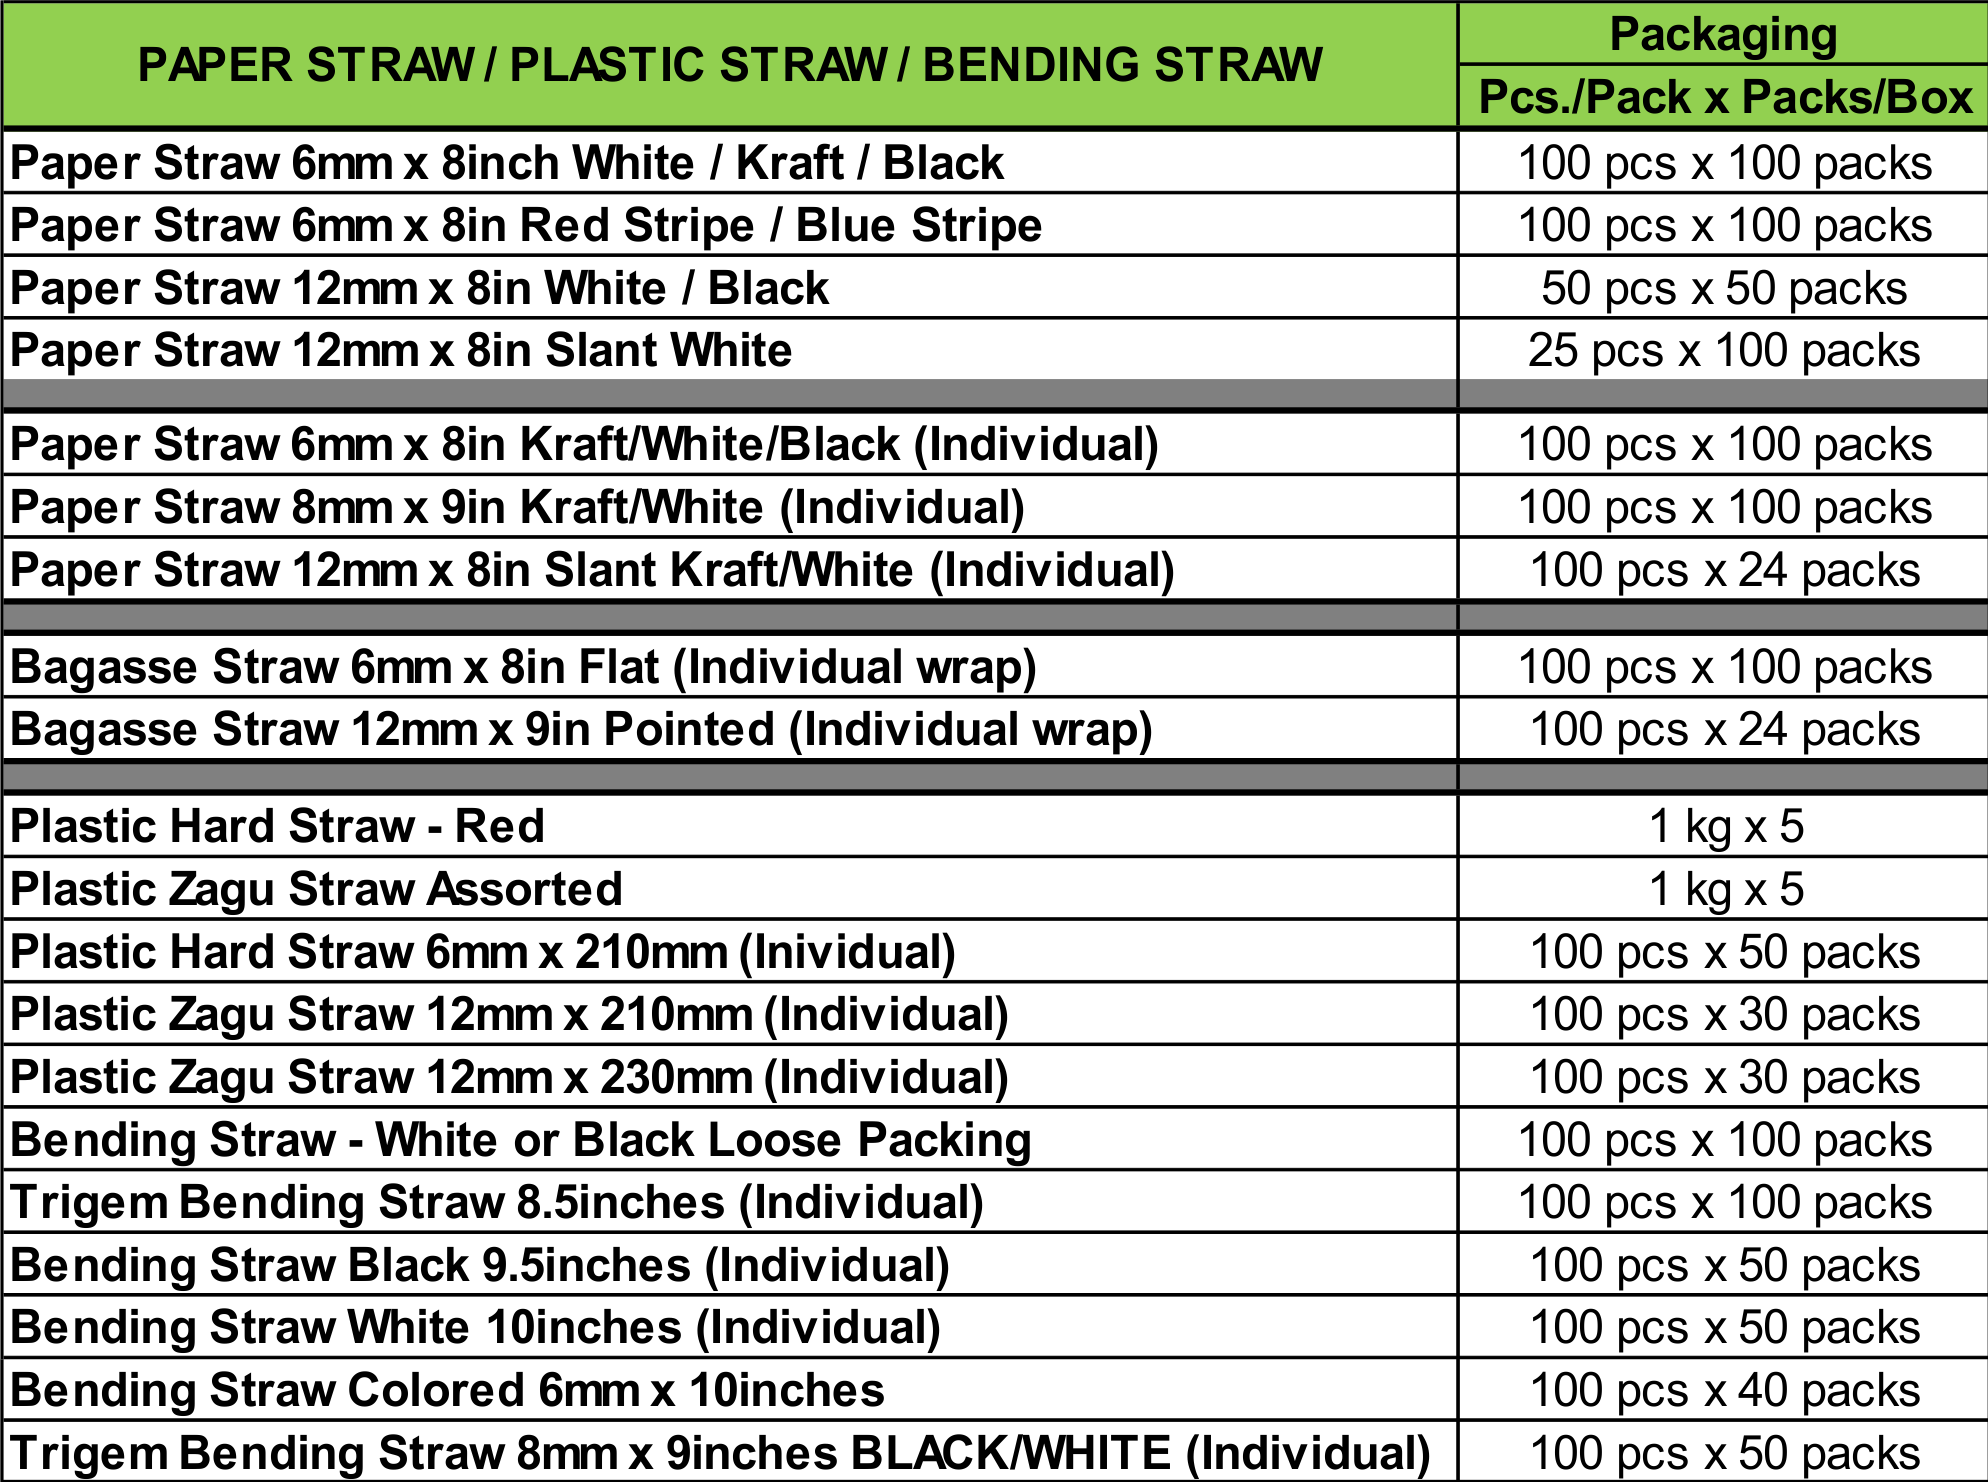 PAPER STRAW / PLASTIC STRAW / BENDING STRAW
Packaging
Pcs./Pack x Packs/Box
Paper Straw 6mm x 8inch White / Kraft / Black 100 pcs x 100 packs
Paper Straw 6mm x 8in Red Stripe / Blue Stripe 100 pcs x 100 packs
Paper Straw 12mm x 8in White / Black 50 pcs x 50 packs
Paper Straw 12mm x 8in Slant White 25 pcs x 100 packs
Paper Straw 6mm x 8in Kraft/White/Black (Individual) 100 pcs x 100 packs
Paper Straw 8mm x 9in Kraft/White (Individual) 100 pcs x 100 packs
Paper Straw 12mm x 8in Slant Kraft/White (Individual) 100 pcs x 24 packs
Bagasse Straw 6mm x 8in Flat (Individual wrap) 100 pcs x 100 packs
Bagasse Straw 12mm x 9in Pointed (Individual wrap) 100 pcs x 24 packs
Plastic Hard Straw - Red 1 kg x 5
Plastic Zagu Straw Assorted 1 kg x 5
Plastic Hard Straw 6mm x 210mm (Inividual) 100 pcs x 50 packs
Plastic Zagu Straw 12mm x 210mm (Individual) 100 pcs x 30 packs
Plastic Zagu Straw 12mm x 230mm (Individual) 100 pcs x 30 packs
Bending Straw - White or Black Loose Packing 100 pcs x 100 packs
Trigem Bending Straw 8.5inches (Individual) 100 pcs x 100 packs
Bending Straw Black 9.5inches (Individual) 100 pcs x 50 packs
Bending Straw White 10inches (Individual) 100 pcs x 50 packs
Bending Straw Colored 6mm x 10inches 100 pcs x 40 packs
Trigem Bending Straw 8mm x 9inches BLACK/WHITE (Individual) 100 pcs x 50 packs